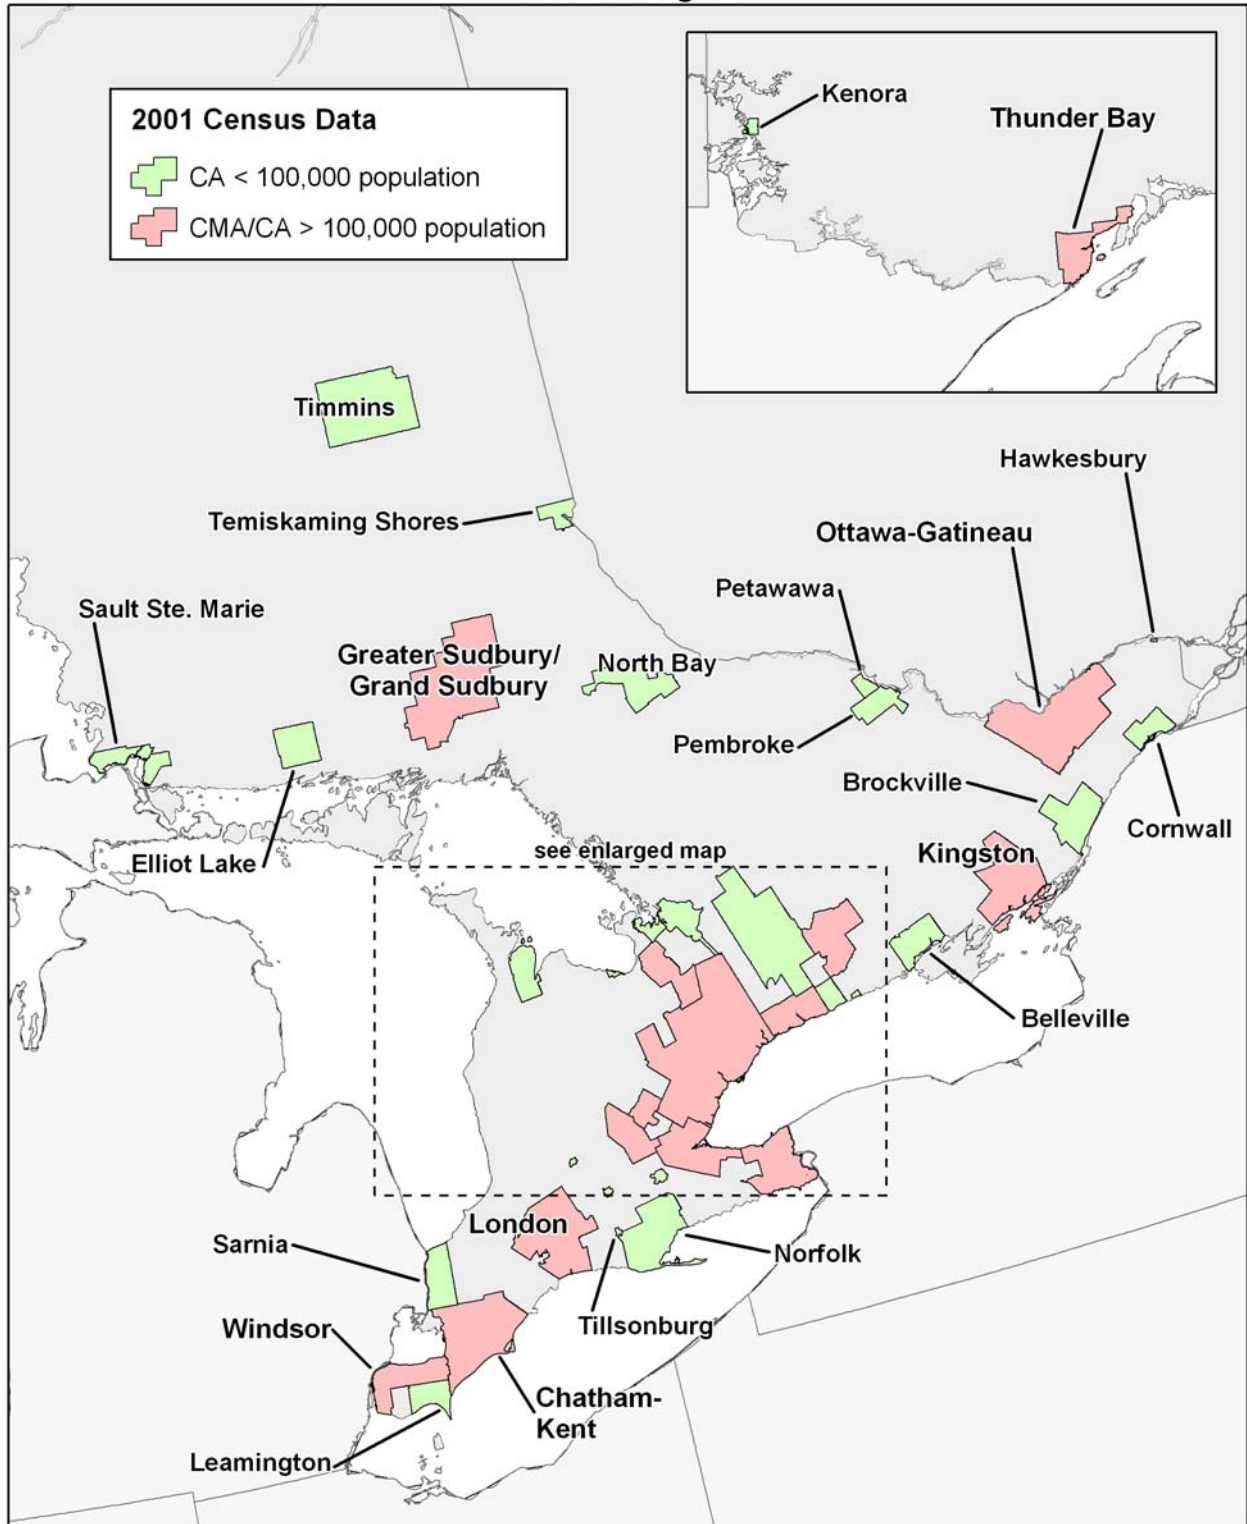 2001 Census Data
CA < 100,000 population
CMA/CA > 100,000 population
Kenora
Thunder Bay
Timmins
Hawkesbury
Temiskaming Shores
Ottawa-Gatineau
Petawawa
Sault Ste. Marie
Greater Sudbury/
Grand Sudbury
North Bay
Pembroke
Brockville
Cornwall
Elliot Lake
see enlarged map
Kingston
Belleville
London
Sarnia
Norfolk
Windsor
Tillsonburg
Chatham-
Kent
Leamington